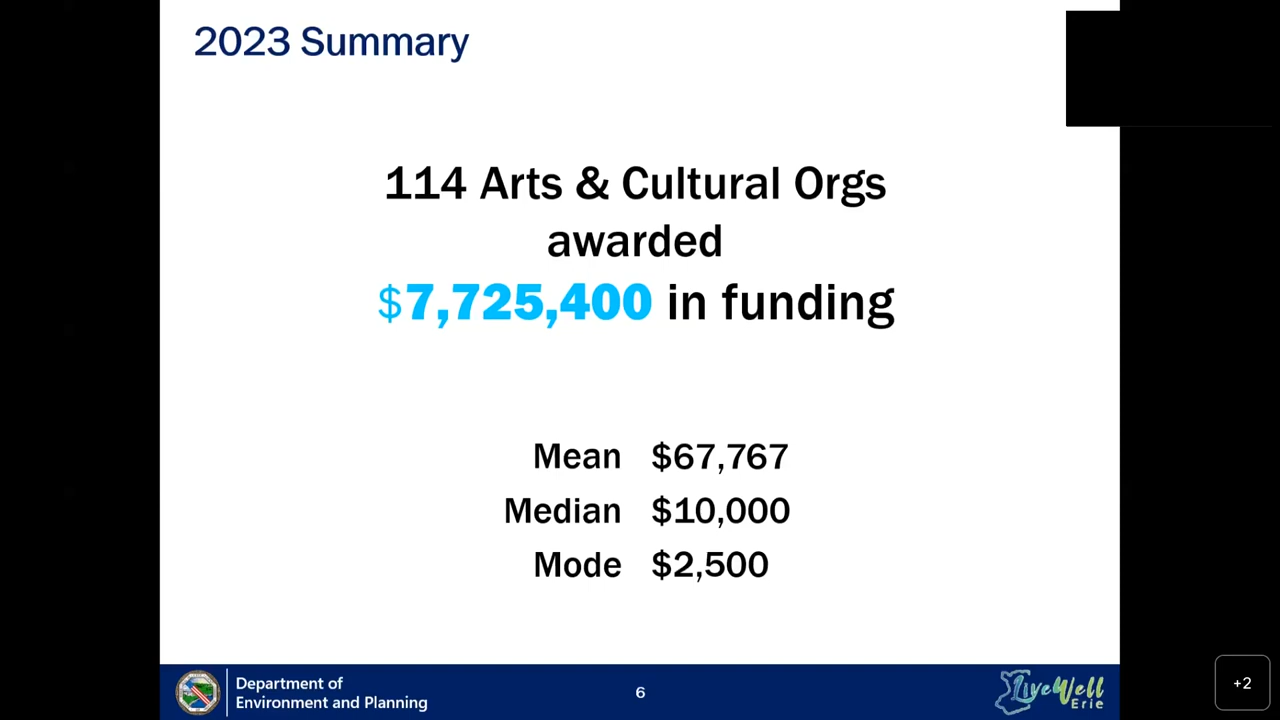 2023 Summary
114 Arts & Cultural Orgs
awarded
$7,725,400 in funding
Mean $67,767
Median $10,000
Mode $2,500
Department of
Environment and Planning
6
LiveWell
Erie
+2